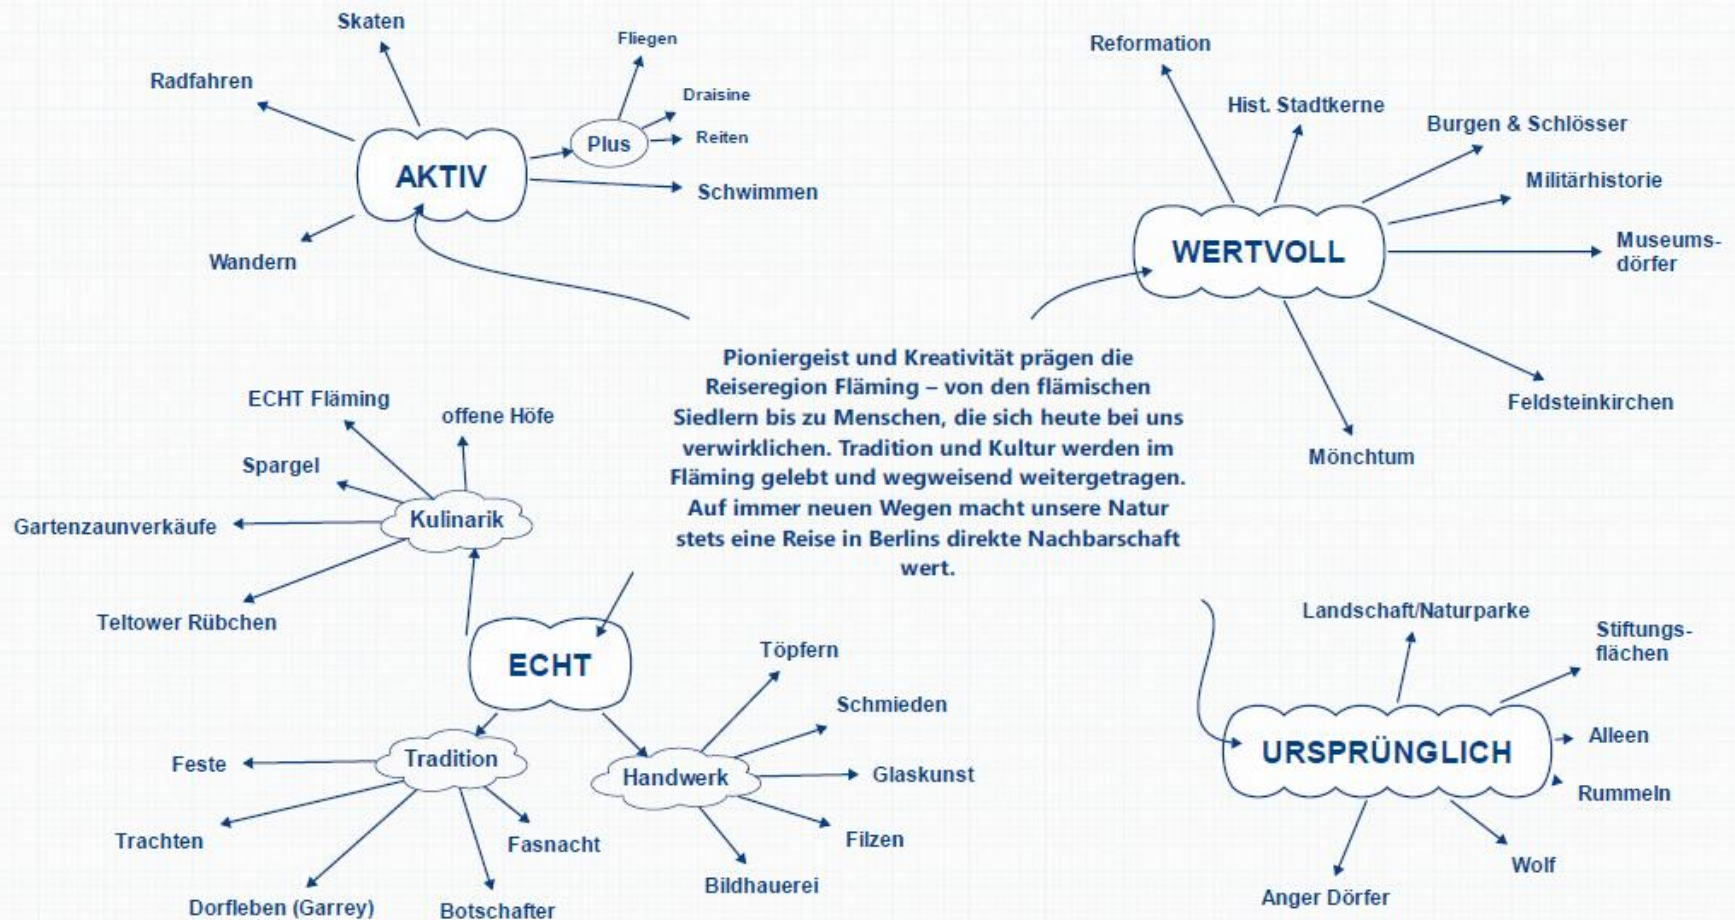 Skaten
Fliegen
Radfahren
Draisine
Plus
Reiten
AKTIV
Schwimmen
Wandern
Reformation
Hist. Stadtkerne
Burgen & Schlösser
Militärhistorie
WERTVOLL
Museums-
dörfer
Feldsteinkirchen
Mönchtum
Pioniergeist und Kreativität prägen die
Reiseregion Fläming – von den flämischen
Siedlern bis zu Menschen, die sich heute bei uns
verwirklichen. Tradition und Kultur werden im
Fläming gelebt und wegweisend weitergetragen.
Auf immer neuen Wegen macht unsere Natur
stets eine Reise in Berlins direkte Nachbarschaft
wert.
ECHT Fläming
offene Höfe
Spargel
Kulinarik
Gartenzaunverkäufe
Teltower Rübchen
ECHT
Töpfern
Schmieden
Tradition
Handwerk
Feste
Glaskunst
Trachten
Fasnacht
Filzen
Bildhauerei
Dorfleben (Garrey)
Botschafter
Landschaft/Naturparke
Stiftungs-
flächen
URSPRÜNGLICH
Alleen
Rummeln
Wolf
Anger Dörfer